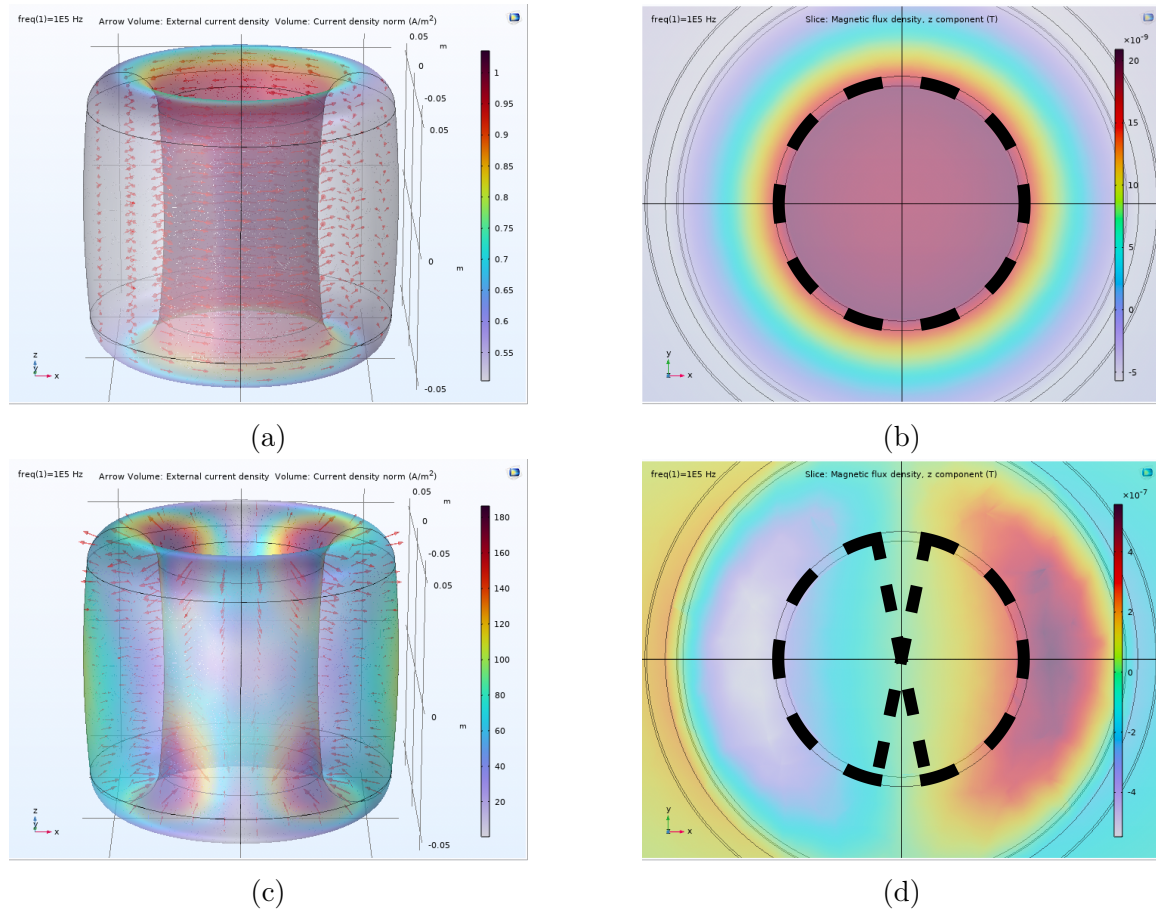 freq(1)=1E5 Hz Arrow Volume: External current density Volume: Current density norm (A/m²)
0.05
m
0
-0.05
0.05
0
m
-0.05
1
0.95
0.9
0.85
0.8
0.75
0.7
0.65
0.6
0.55
z
y
x
(a)
freq(1)=1E5 Hz Slice: Magnetic flux density, z component (T)
×10⁻⁹
20
15
10
5
0
-5
y
z
x
(b)
freq(1)=1E5 Hz Arrow Volume: External current density Volume: Current density norm (A/m²)
0.05
m
0
-0.05
0.05
0
m
-0.05
180
160
140
120
100
80
60
40
20
z
y
x
(c)
freq(1)=1E5 Hz Slice: Magnetic flux density, z component (T)
×10⁻⁷
4
2
0
-2
-4
y
z
x
(d)